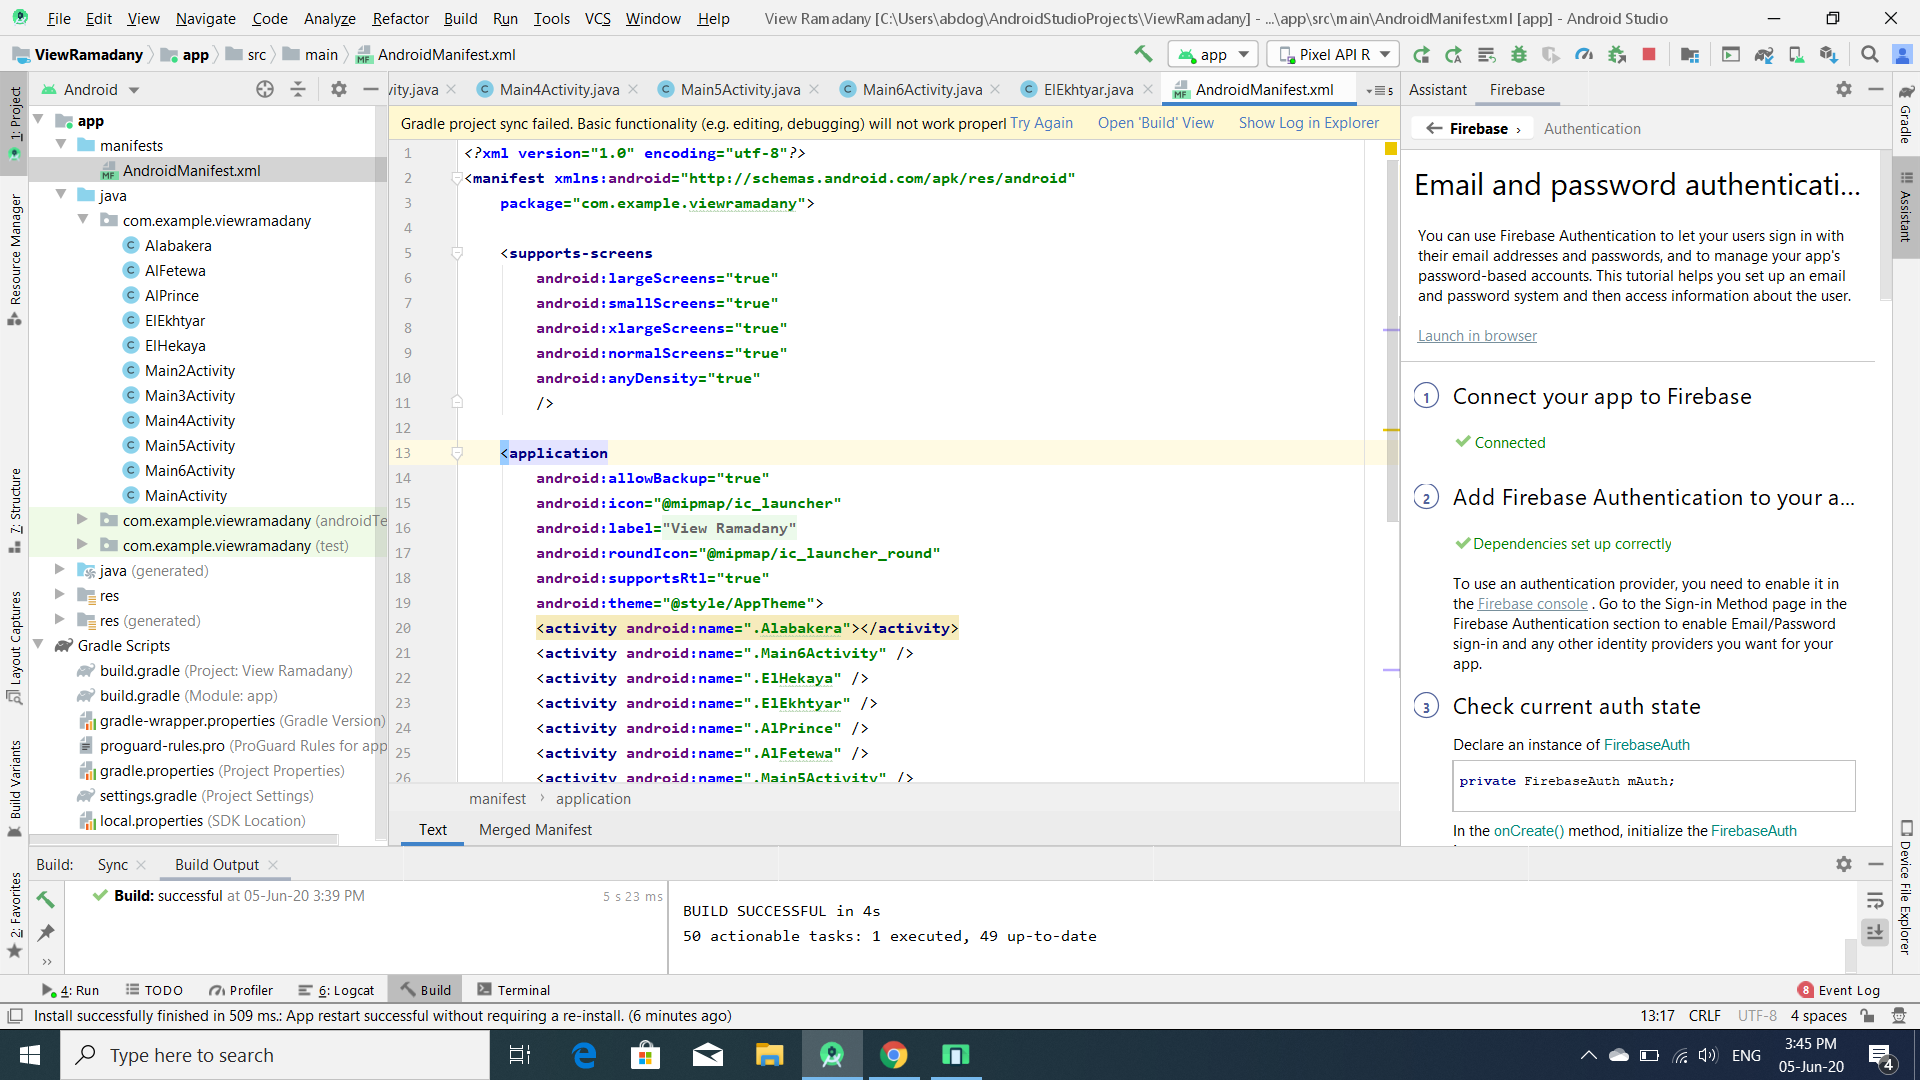 File Edit View Navigate Code Analyze Refactor Build Run Tools VCS Window Help View Ramadany [C:\Users\abdog\AndroidStudioProjects\ViewRamadany] - ...\app\src\main\AndroidManifest.xml [app] - Android Studio
ViewRamadany app src main AndroidManifest.xml app Pixel API R
Android
vity.java Main4Activity.java Main5Activity.java Main6Activity.java ElEkhtyar.java AndroidManifest.xml 5
Assistant Firebase
Gradle project sync failed. Basic functionality (e.g. editing, debugging) will not work properl Try Again Open 'Build' View Show Log in Explorer
1: Project
Resource Manager
7: Structure
Layout Captures
Build Variants
2: Favorites
app
manifests
AndroidManifest.xml
java
com.example.viewramadany
Alabakera
AlFetewa
AlPrince
ElEkhtyar
ElHekaya
Main2Activity
Main3Activity
Main4Activity
Main5Activity
Main6Activity
MainActivity
com.example.viewramadany (androidTe
com.example.viewramadany (test)
java (generated)
res
res (generated)
Gradle Scripts
build.gradle (Project: View Ramadany)
build.gradle (Module: app)
gradle-wrapper.properties (Gradle Version)
proguard-rules.pro (ProGuard Rules for app
gradle.properties (Project Properties)
settings.gradle (Project Settings)
local.properties (SDK Location)
1 <?xml version="1.0" encoding="utf-8"?>
2 <manifest xmlns:android="http://schemas.android.com/apk/res/android"
3 package="com.example.viewramadany">
4
5 <supports-screens
6 android:largeScreens="true"
7 android:smallScreens="true"
8 android:xlargeScreens="true"
9 android:normalScreens="true"
10 android:anyDensity="true"
11 />
12
13 <application
14 android:allowBackup="true"
15 android:icon="@mipmap/ic_launcher"
16 android:label="View Ramadany"
17 android:roundIcon="@mipmap/ic_launcher_round"
18 android:supportsRtl="true"
19 android:theme="@style/AppTheme">
20 <activity android:name=".Alabakera"></activity>
21 <activity android:name=".Main6Activity" />
22 <activity android:name=".ElHekaya" />
23 <activity android:name=".ElEkhtyar" />
24 <activity android:name=".AlPrince" />
25 <activity android:name=".AlFetewa" />
26 <activity android:name=".Main5Activity" />
manifest › application
Text Merged Manifest
Firebase › Authentication
Email and password authenticati...
You can use Firebase Authentication to let your users sign in with
their email addresses and passwords, and to manage your app's
password-based accounts. This tutorial helps you set up an email
and password system and then access information about the user.
Launch in browser
1 Connect your app to Firebase
Connected
2 Add Firebase Authentication to your a...
Dependencies set up correctly
To use an authentication provider, you need to enable it in
the Firebase console . Go to the Sign-in Method page in the
Firebase Authentication section to enable Email/Password
sign-in and any other identity providers you want for your
app.
3 Check current auth state
Declare an instance of FirebaseAuth
private FirebaseAuth mAuth;
In the onCreate() method, initialize the FirebaseAuth
Gradle
Assistant
Device File Explorer
Build: Sync Build Output
Build: successful at 05-Jun-20 3:39 PM 5 s 23 ms
BUILD SUCCESSFUL in 4s
50 actionable tasks: 1 executed, 49 up-to-date
4: Run TODO Profiler 6: Logcat Build Terminal 8 Event Log
Install successfully finished in 509 ms.: App restart successful without requiring a re-install. (6 minutes ago) 13:17 CRLF UTF-8 4 spaces
Type here to search ENG 3:45 PM
05-Jun-20 4